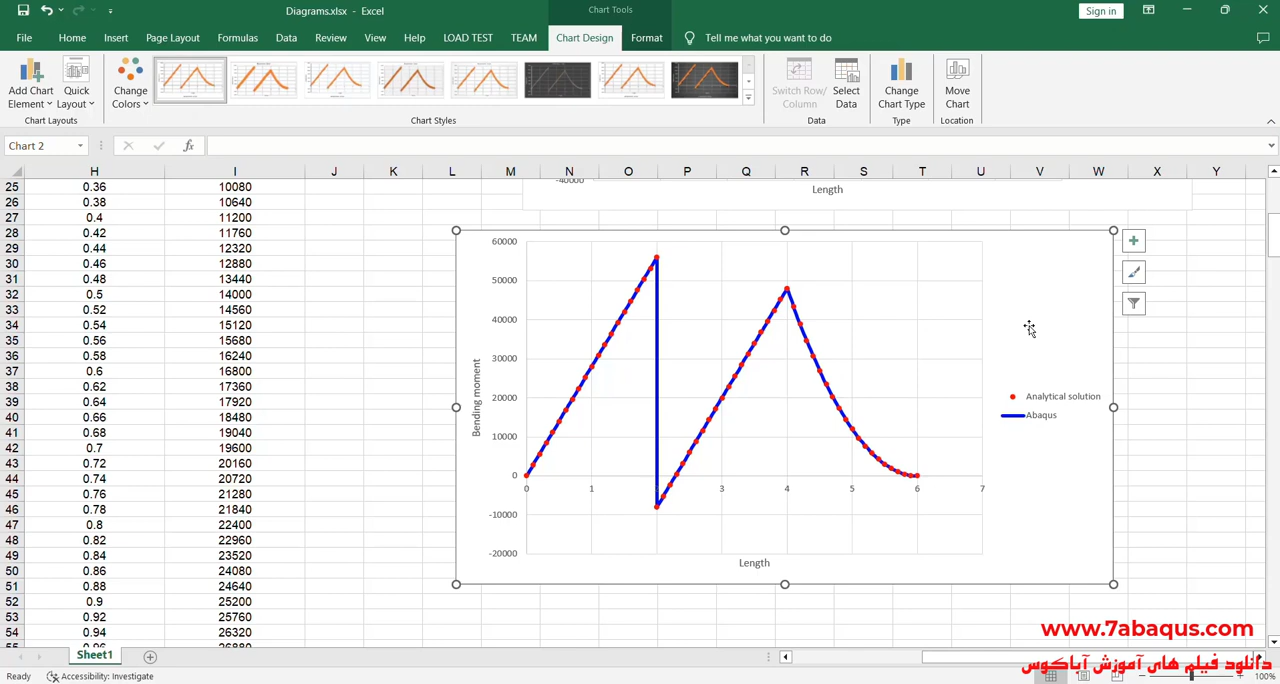 Diagrams.xlsx - Excel
Chart Tools
Sign in
File Home Insert Page Layout Formulas Data Review View Help LOAD TEST TEAM Chart Design Format Tell me what you want to do
Add Chart Element
Quick Layout
Change Colors
Switch Row/ Column
Select Data
Change Chart Type
Move Chart
Chart Layouts
Chart Styles
Data
Type
Location
Chart 2
fx
H I J K L M N O P Q R S T U V W X Y
25 0.36 10080
26 0.38 10640
27 0.4 11200
28 0.42 11760
29 0.44 12320
30 0.46 12880
31 0.48 13440
32 0.5 14000
33 0.52 14560
34 0.54 15120
35 0.56 15680
36 0.58 16240
37 0.6 16800
38 0.62 17360
39 0.64 17920
40 0.66 18480
41 0.68 19040
42 0.7 19600
43 0.72 20160
44 0.74 20720
45 0.76 21280
46 0.78 21840
47 0.8 22400
48 0.82 22960
49 0.84 23520
50 0.86 24080
51 0.88 24640
52 0.9 25200
53 0.92 25760
54 0.94 26320
55 0.96 26880
-40000
Length
60000
50000
40000
30000
20000
10000
0
-10000
-20000
0 1 3 4 5 6 7
Bending moment
Length
Analytical solution
Abaqus
www.7abaqus.com
دانلود فیلم های آموزش آباکوس
Sheet1
Ready
Accessibility: Investigate
100%